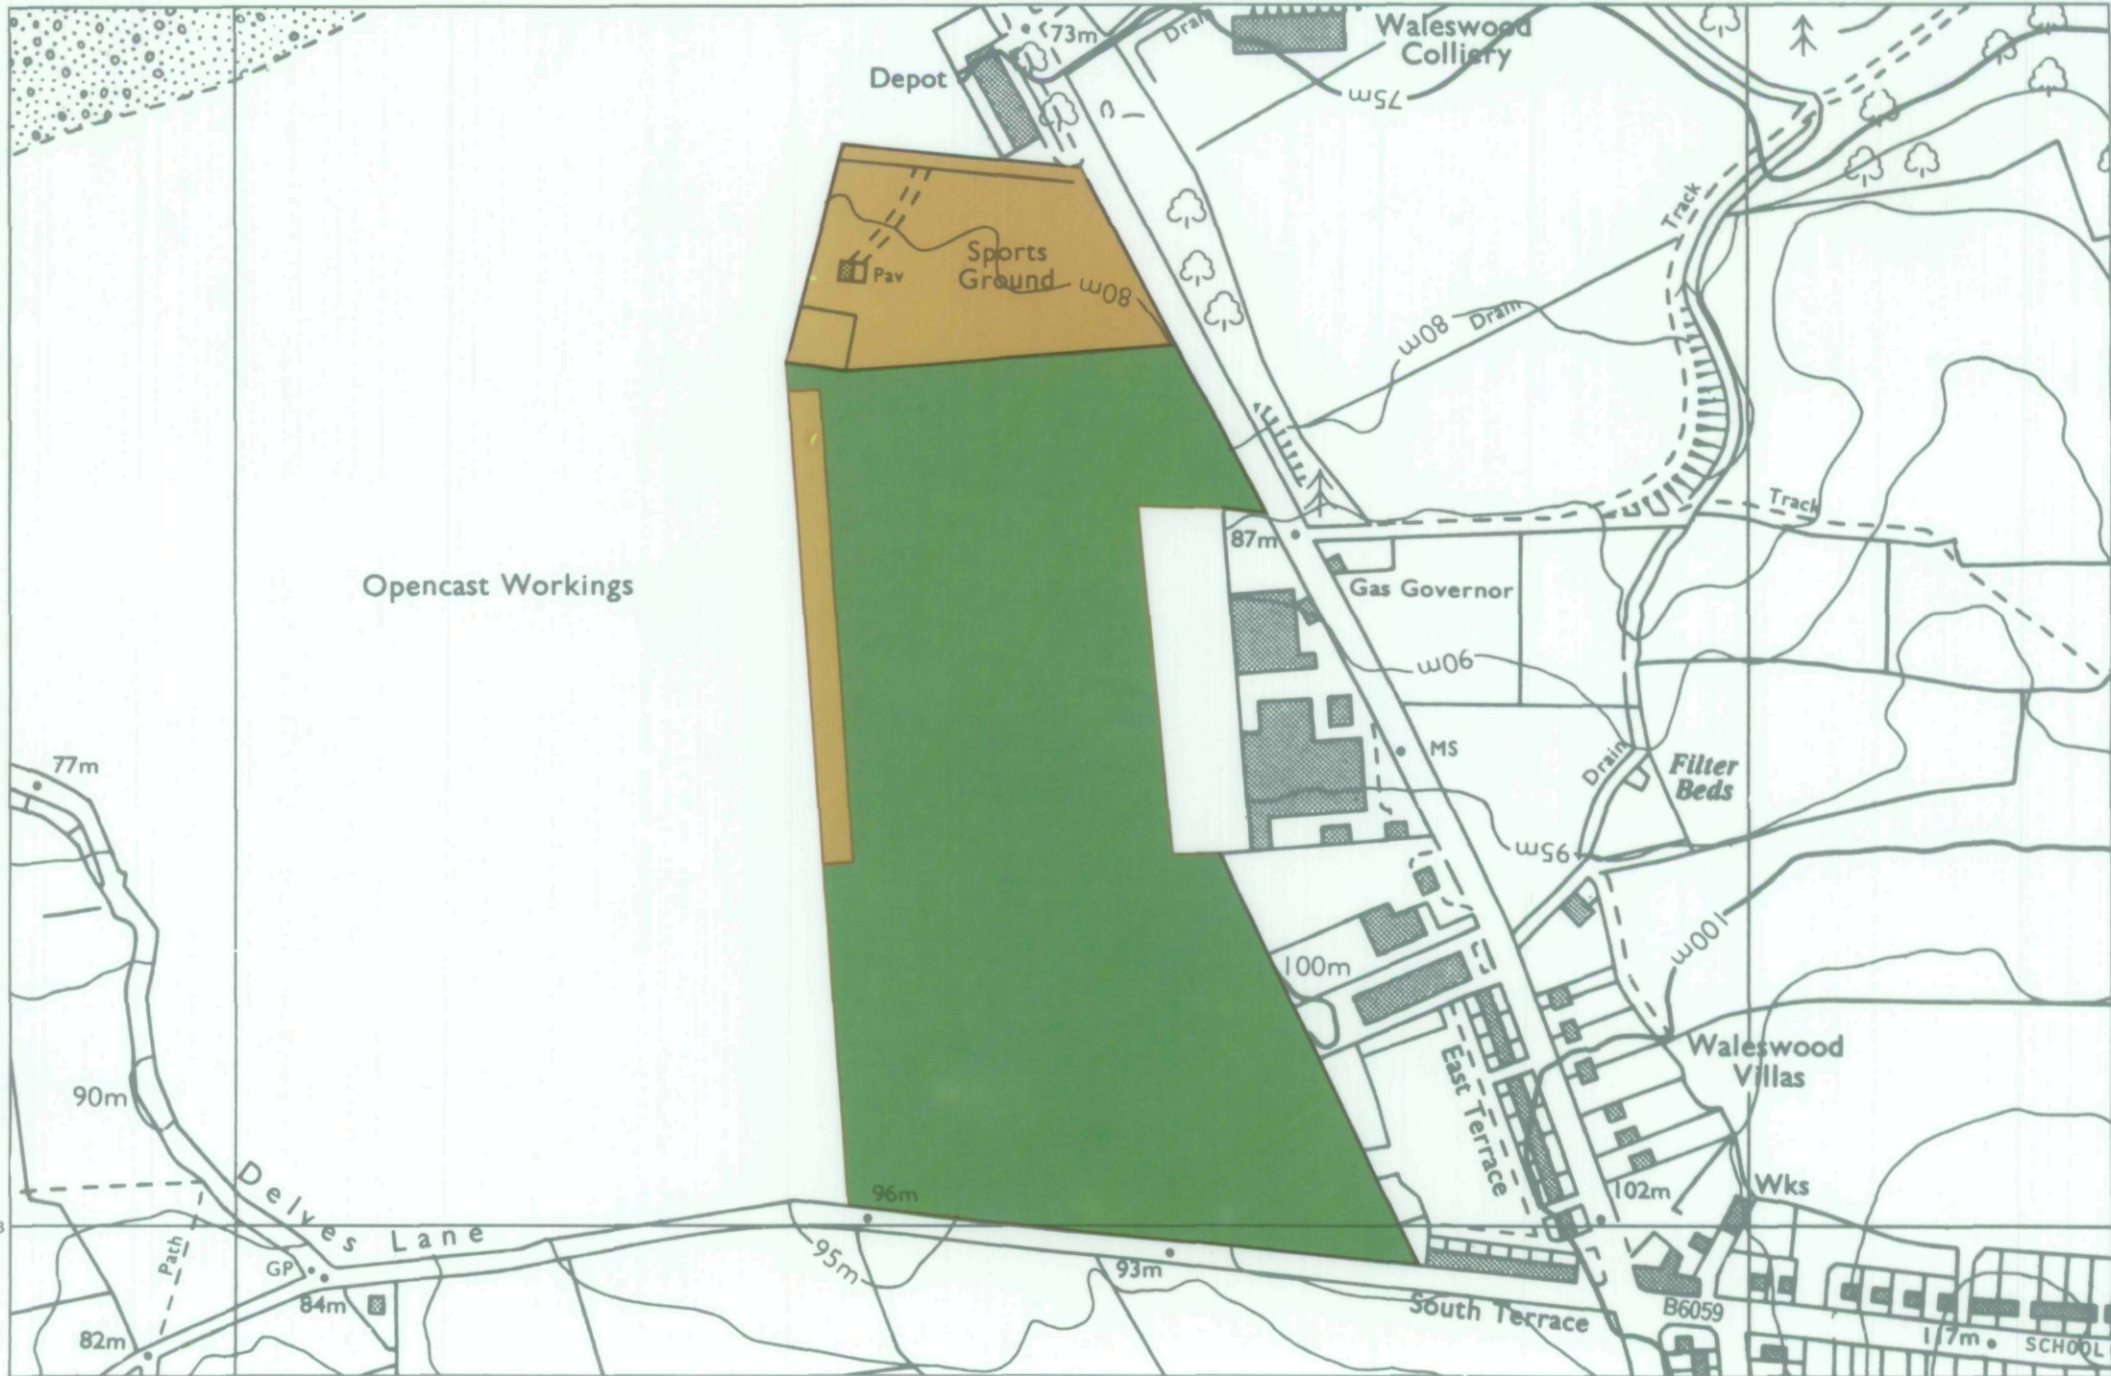 73m
Drain
Waleswood
Colliery
Depot
75m
Track
Sports
Ground
Pav
80m
80m
Drain
Track
87m
Opencast Workings
Gas Governor
90m
77m
MS
Drain
Filter
Beds
95m
100m
100m
Waleswood
Villas
90m
East Terrace
102m
Wks
96m
Delves Lane
Path
GP
95m
93m
84m
South Terrace
B6059
82m
117m
SCHOOL